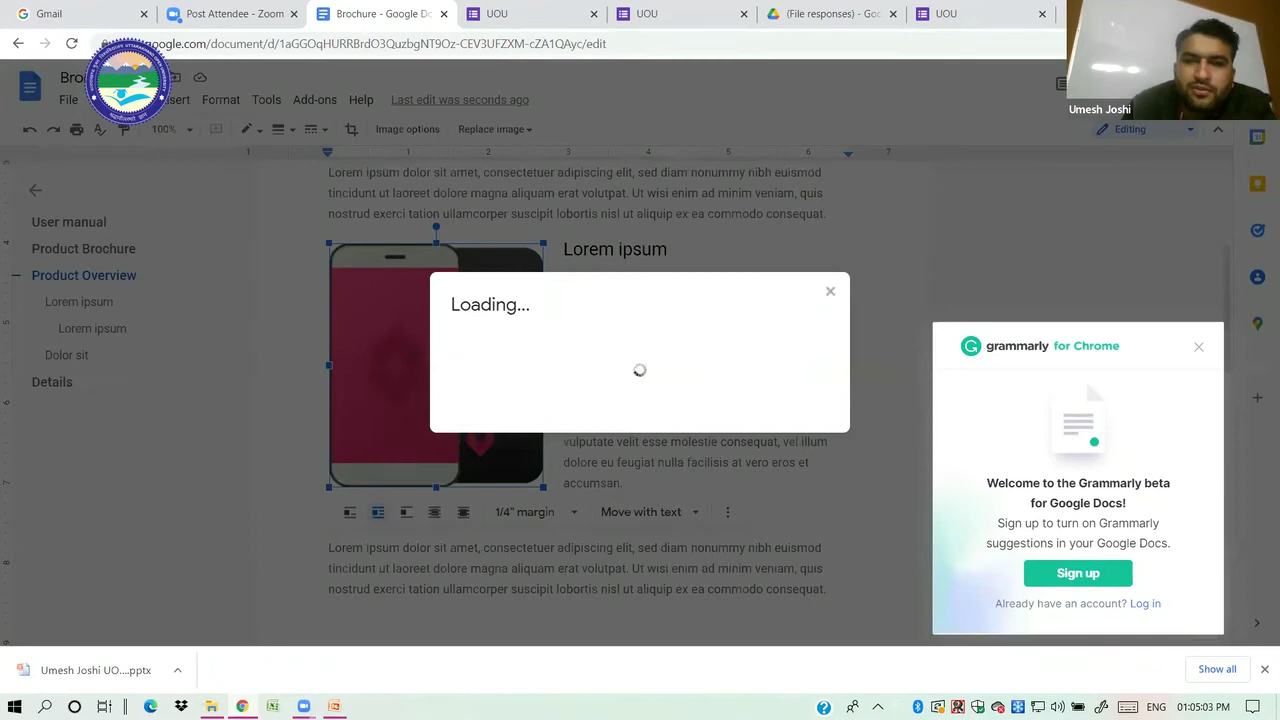 Gmail
Post Attendee - Zoom
Brochure - Google Do
UOU
UOU
(File responses) - Goo
UOU
google.com/document/d/1aGGOqHURRBrdO3QuzbgNT9Oz-CEV3UFZXM-cZA1QAyc/edit
Umesh Joshi
File
Format
Tools
Add-ons
Help
Last edit was seconds ago
100%
Image options
Replace image
Editing
1
1
2
3
4
5
6
7
Lorem ipsum dolor sit amet, consectetuer adipiscing elit, sed diam nonummy nibh euismod
tincidunt ut laoreet dolore magna aliquam erat volutpat. Ut wisi enim ad minim veniam, quis
nostrud exerci tation ullamcorper suscipit lobortis nisl ut aliquip ex ea commodo consequat.
User manual
Product Brochure
Product Overview
Lorem ipsum
Lorem ipsum
Dolor sit
Details
Lorem ipsum
Loading...
vulputate velit esse molestie consequat, vel illum
dolore eu feugiat nulla facilisis at vero eros et
accumsan.
1/4" margin
Move with text
Lorem ipsum dolor sit amet, consectetuer adipiscing elit, sed diam nonummy nibh euismod
tincidunt ut laoreet dolore magna aliquam erat volutpat. Ut wisi enim ad minim veniam, quis
nostrud exerci tation ullamcorper suscipit lobortis nisl ut aliquip ex ea commodo consequat.
grammarly for Chrome
Welcome to the Grammarly beta
for Google Docs!
Sign up to turn on Grammarly
suggestions in your Google Docs.
Sign up
Already have an account? Log in
Umesh Joshi UO....pptx
Show all
ENG
01:05:03 PM